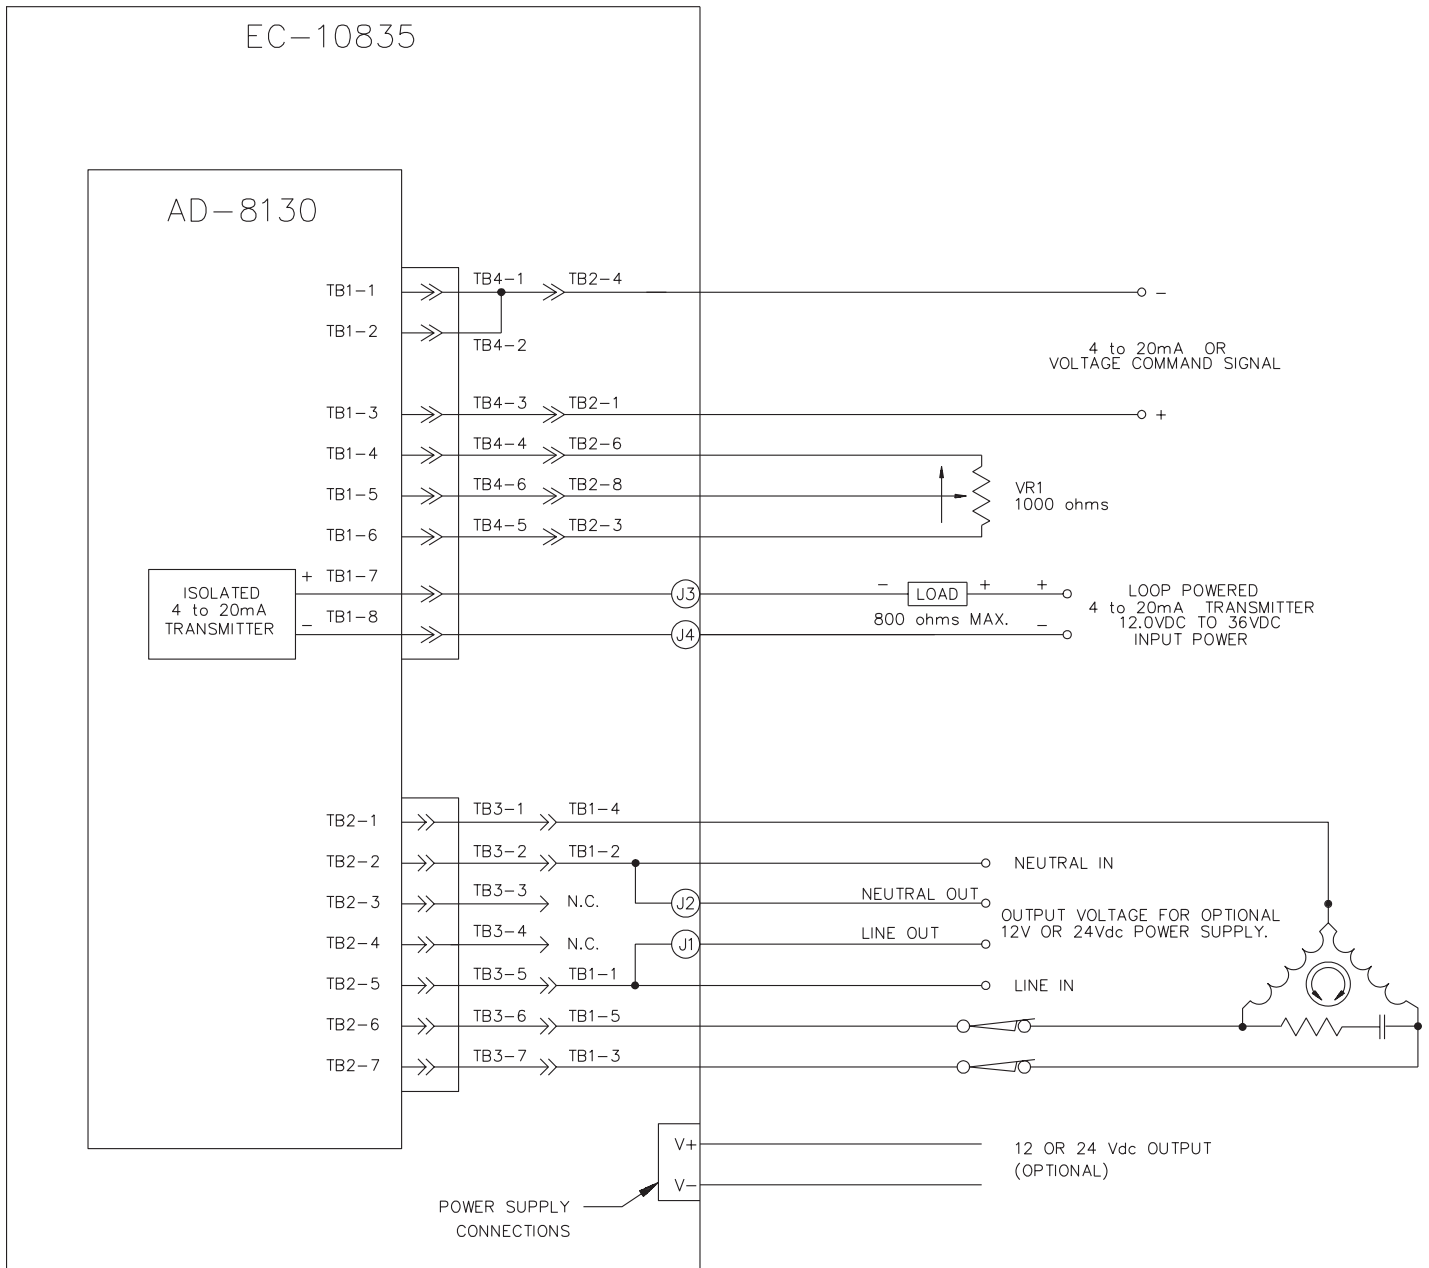 EC-10835
AD-8130
TB1-1 TB4-1 TB2-4 -
TB1-2 TB4-2
4 to 20mA OR
VOLTAGE COMMAND SIGNAL
TB1-3 TB4-3 TB2-1 +
TB1-4 TB4-4 TB2-6
TB1-5 TB4-6 TB2-8
VR1
1000 ohms
TB1-6 TB4-5 TB2-3
ISOLATED
4 to 20mA
TRANSMITTER
+ TB1-7 J3 - LOAD + +
- TB1-8 J4 800 ohms MAX. -
LOOP POWERED
4 to 20mA TRANSMITTER
12.0VDC TO 36VDC
INPUT POWER
TB2-1 TB3-1 TB1-4
TB2-2 TB3-2 TB1-2 NEUTRAL IN
TB2-3 TB3-3 N.C. J2 NEUTRAL OUT
OUTPUT VOLTAGE FOR OPTIONAL
12V OR 24Vdc POWER SUPPLY.
TB2-4 TB3-4 N.C. J1 LINE OUT
TB2-5 TB3-5 TB1-1 LINE IN
TB2-6 TB3-6 TB1-5
TB2-7 TB3-7 TB1-3
V+
V-
12 OR 24 Vdc OUTPUT
(OPTIONAL)
POWER SUPPLY
CONNECTIONS